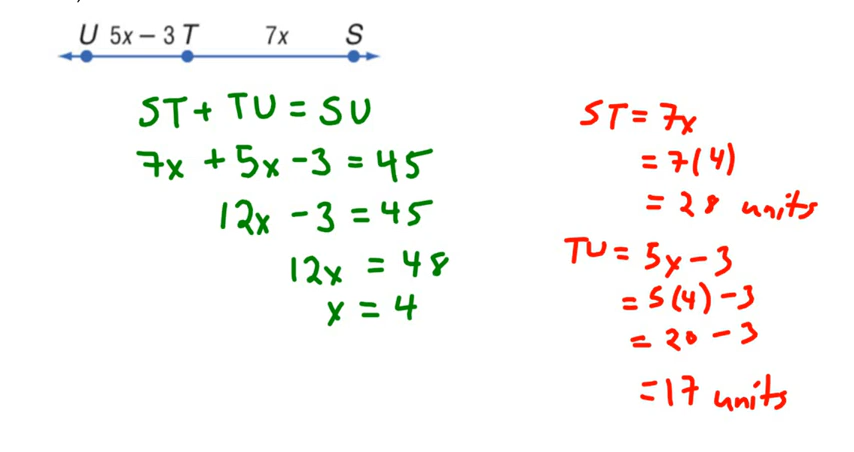 U 5x − 3 T 7x S
ST + TU = SU
7x + 5x − 3 = 45
12x − 3 = 45
12x = 48
x = 4
ST = 7x
= 7(4)
= 28 units
TU = 5x − 3
= 5(4) − 3
= 20 − 3
= 17 units